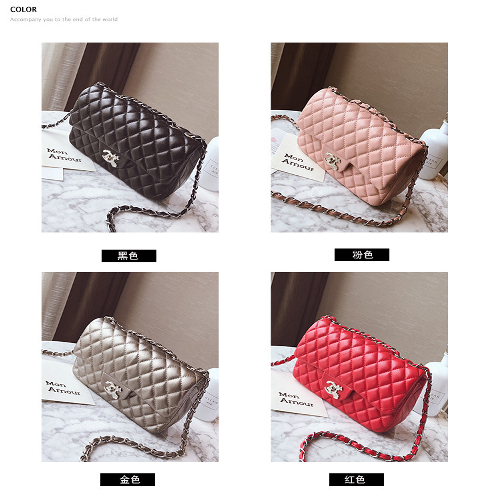 COLOR
Accompany you to the end of the world
Mon
Amour
Mon
Amour
黑色
粉色
Mon
Amour
Mon
Amour
金色
红色